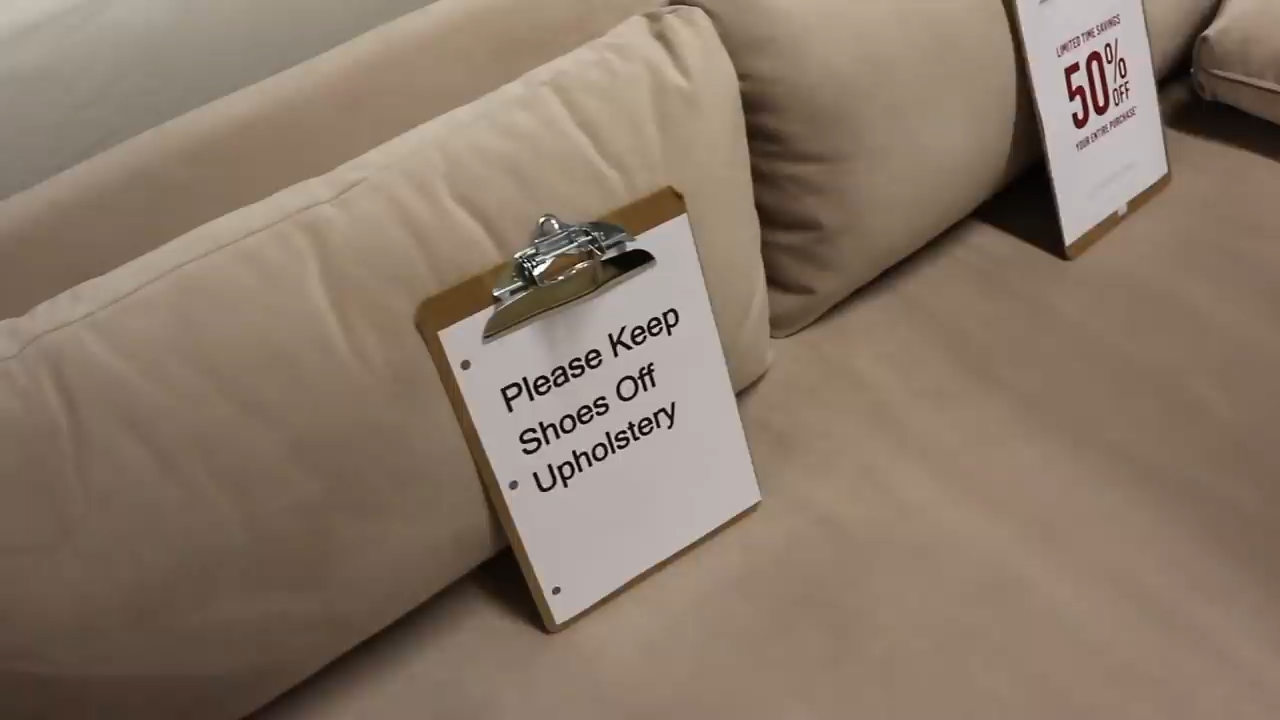 Please Keep
Shoes Off
Upholstery
LIMITED TIME SAVINGS
50% OFF
YOUR ENTIRE PURCHASE*